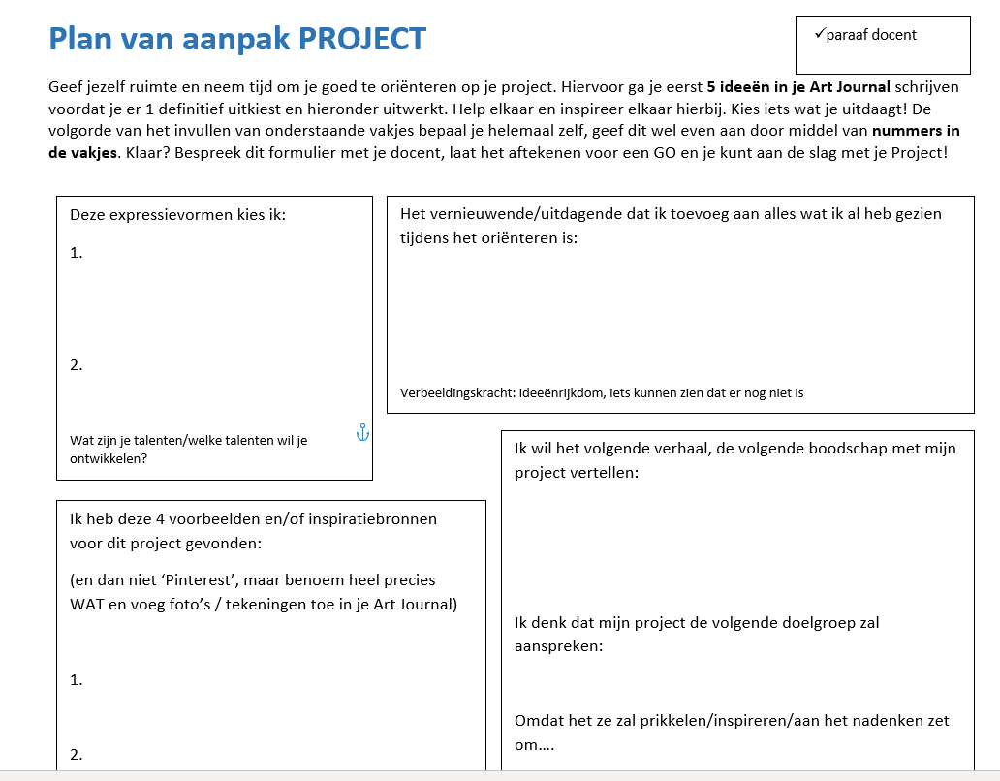 Plan van aanpak PROJECT
✓paraaf docent
Geef jezelf ruimte en neem tijd om je goed te oriënteren op je project. Hiervoor ga je eerst 5 ideeën in je Art Journal schrijven
voordat je er 1 definitief uitkiest en hieronder uitwerkt. Help elkaar en inspireer elkaar hierbij. Kies iets wat je uitdaagt! De
volgorde van het invullen van onderstaande vakjes bepaal je helemaal zelf, geef dit wel even aan door middel van nummers in
de vakjes. Klaar? Bespreek dit formulier met je docent, laat het aftekenen voor een GO en je kunt aan de slag met je Project!
Deze expressievormen kies ik:
1.
2.
Wat zijn je talenten/welke talenten wil je
ontwikkelen?
Het vernieuwende/uitdagende dat ik toevoeg aan alles wat ik al heb gezien
tijdens het oriënteren is:
Verbeeldingskracht: ideeënrijkdom, iets kunnen zien dat er nog niet is
Ik heb deze 4 voorbeelden en/of inspiratiebronnen
voor dit project gevonden:
(en dan niet ‘Pinterest’, maar benoem heel precies
WAT en voeg foto’s / tekeningen toe in je Art Journal)
1.
2.
Ik wil het volgende verhaal, de volgende boodschap met mijn
project vertellen:
Ik denk dat mijn project de volgende doelgroep zal
aanspreken:
Omdat het ze zal prikkelen/inspireren/aan het nadenken zet
om….